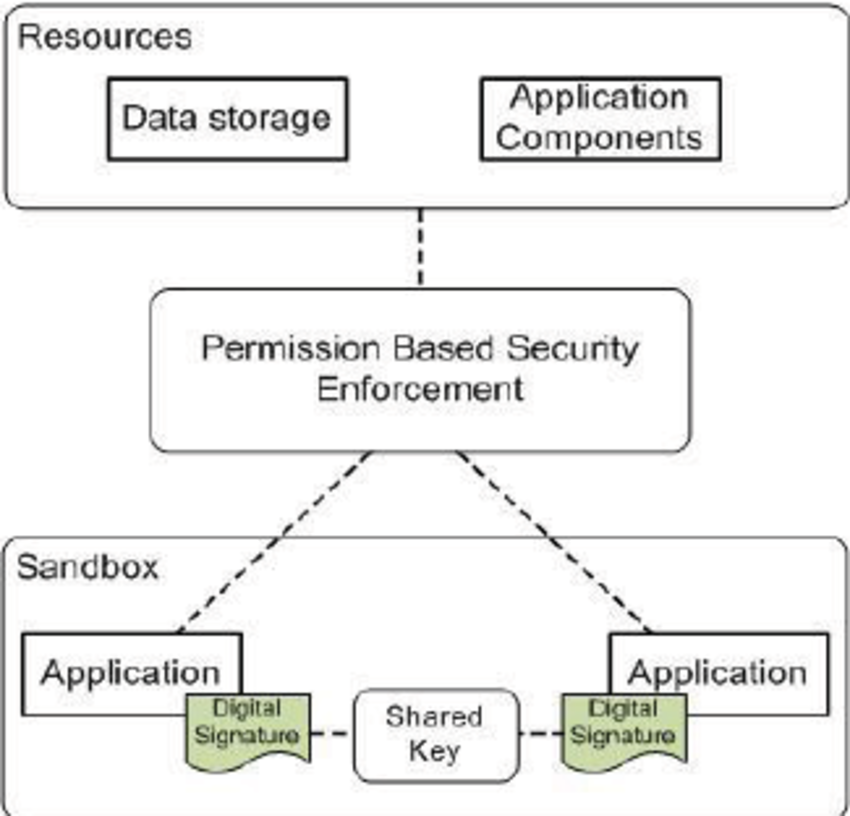 Resources
Data storage
Application
Components
Permission Based Security
Enforcement
Sandbox
Application
Digital
Signature
Shared
Key
Application
Digital
Signature